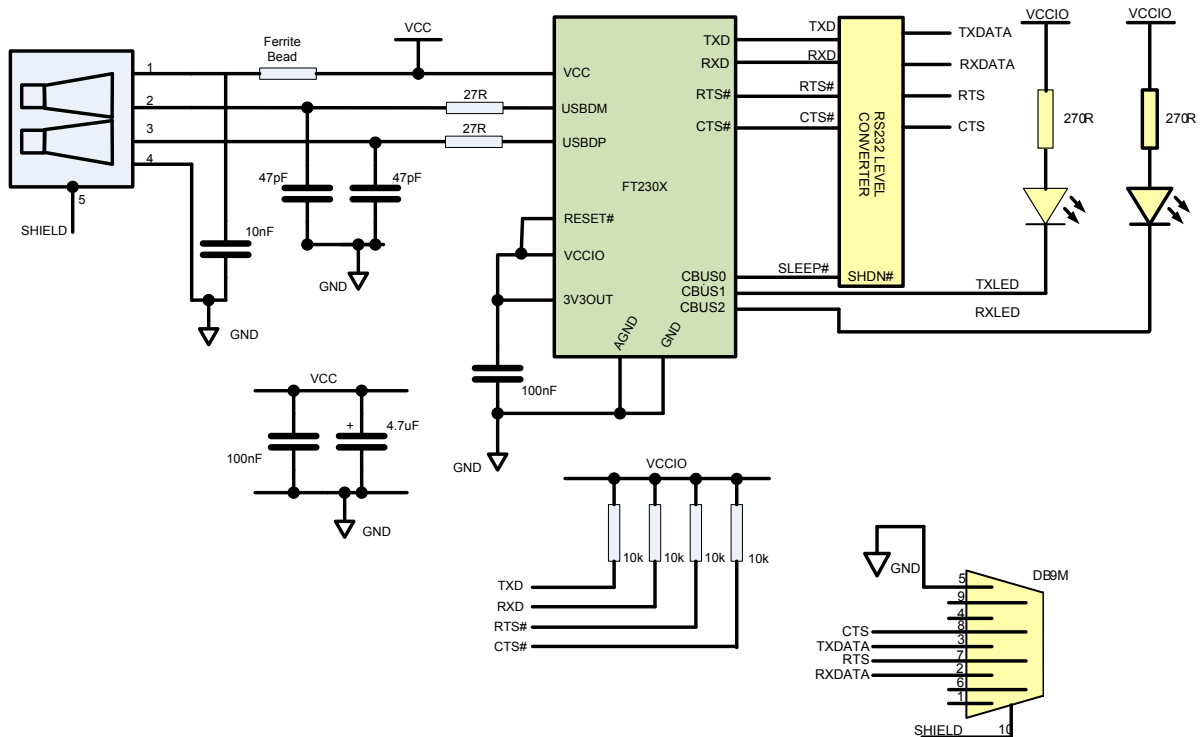 VCCIO
VCCIO
Ferrite
Bead
VCC
TXD
TXD
TXDATA
RXD
RXD
RXDATA
1
VCC
2
27R
USBDM
RTS#
RTS#
RTS
3
27R
USBDP
CTS#
CTS#
CTS
270R
270R
4
RS232 LEVEL
CONVERTER
47pF
47pF
FT230X
5
SHIELD
10nF
RESET#
VCCIO
GND
CBUS0
SLEEP#
SHDN#
3V3OUT
CBUS1
TXLED
CBUS2
RXLED
GND
AGND
GND
100nF
VCC
+
4.7uF
100nF
GND
VCCIO
GND
10k
10k
10k
10k
TXD
RXD
RTS#
CTS#
GND
DB9M
5
9
4
CTS
8
TXDATA
3
RTS
7
RXDATA
2
6
1
SHIELD
10